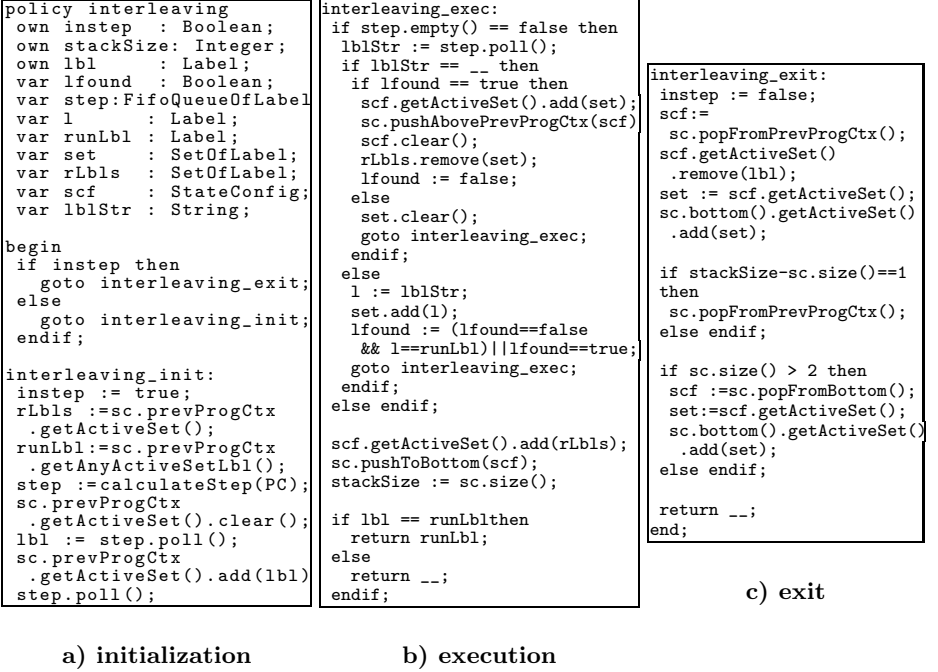 policy interleaving
own instep : Boolean;
own stackSize: Integer;
own lbl : Label;
var lfound : Boolean;
var step:FifoQueueOfLabel
var l : Label;
var runLbl : Label;
var set : SetOfLabel;
var rLbls : SetOfLabel;
var scf : StateConfig;
var lblStr : String;
begin
if instep then
goto interleaving_exit;
else
goto interleaving_init;
endif;
interleaving_init:
instep := true;
rLbls :=sc.prevProgCtx
.getActiveSet();
runLbl:=sc.prevProgCtx
.getAnyActiveSetLbl();
step :=calculateStep(PC);
sc.prevProgCtx
.getActiveSet().clear();
lbl := step.poll();
sc.prevProgCtx
.getActiveSet().add(lbl)
step.poll();
a) initialization
interleaving_exec:
if step.empty() == false then
lblStr := step.poll();
if lblStr == __ then
if lfound == true then
scf.getActiveSet().add(set);
sc.pushAbovePrevProgCtx(scf)
scf.clear();
rLbls.remove(set);
lfound := false;
else
set.clear();
goto interleaving_exec;
endif;
else
l := lblStr;
set.add(l);
lfound := (lfound==false
&& l==runLbl)||lfound==true;
goto interleaving_exec;
endif;
else endif;
scf.getActiveSet().add(rLbls);
sc.pushToBottom(scf);
stackSize := sc.size();
if lbl == runLblthen
return runLbl;
else
return __;
endif;
b) execution
interleaving_exit:
instep := false;
scf:=
sc.popFromPrevProgCtx();
scf.getActiveSet()
.remove(lbl);
set := scf.getActiveSet();
sc.bottom().getActiveSet()
.add(set);
if stackSize-sc.size()==1
then
sc.popFromPrevProgCtx();
else endif;
if sc.size() > 2 then
scf :=sc.popFromBottom();
set:=scf.getActiveSet();
sc.bottom().getActiveSet()
.add(set);
else endif;
return __;
end;
c) exit